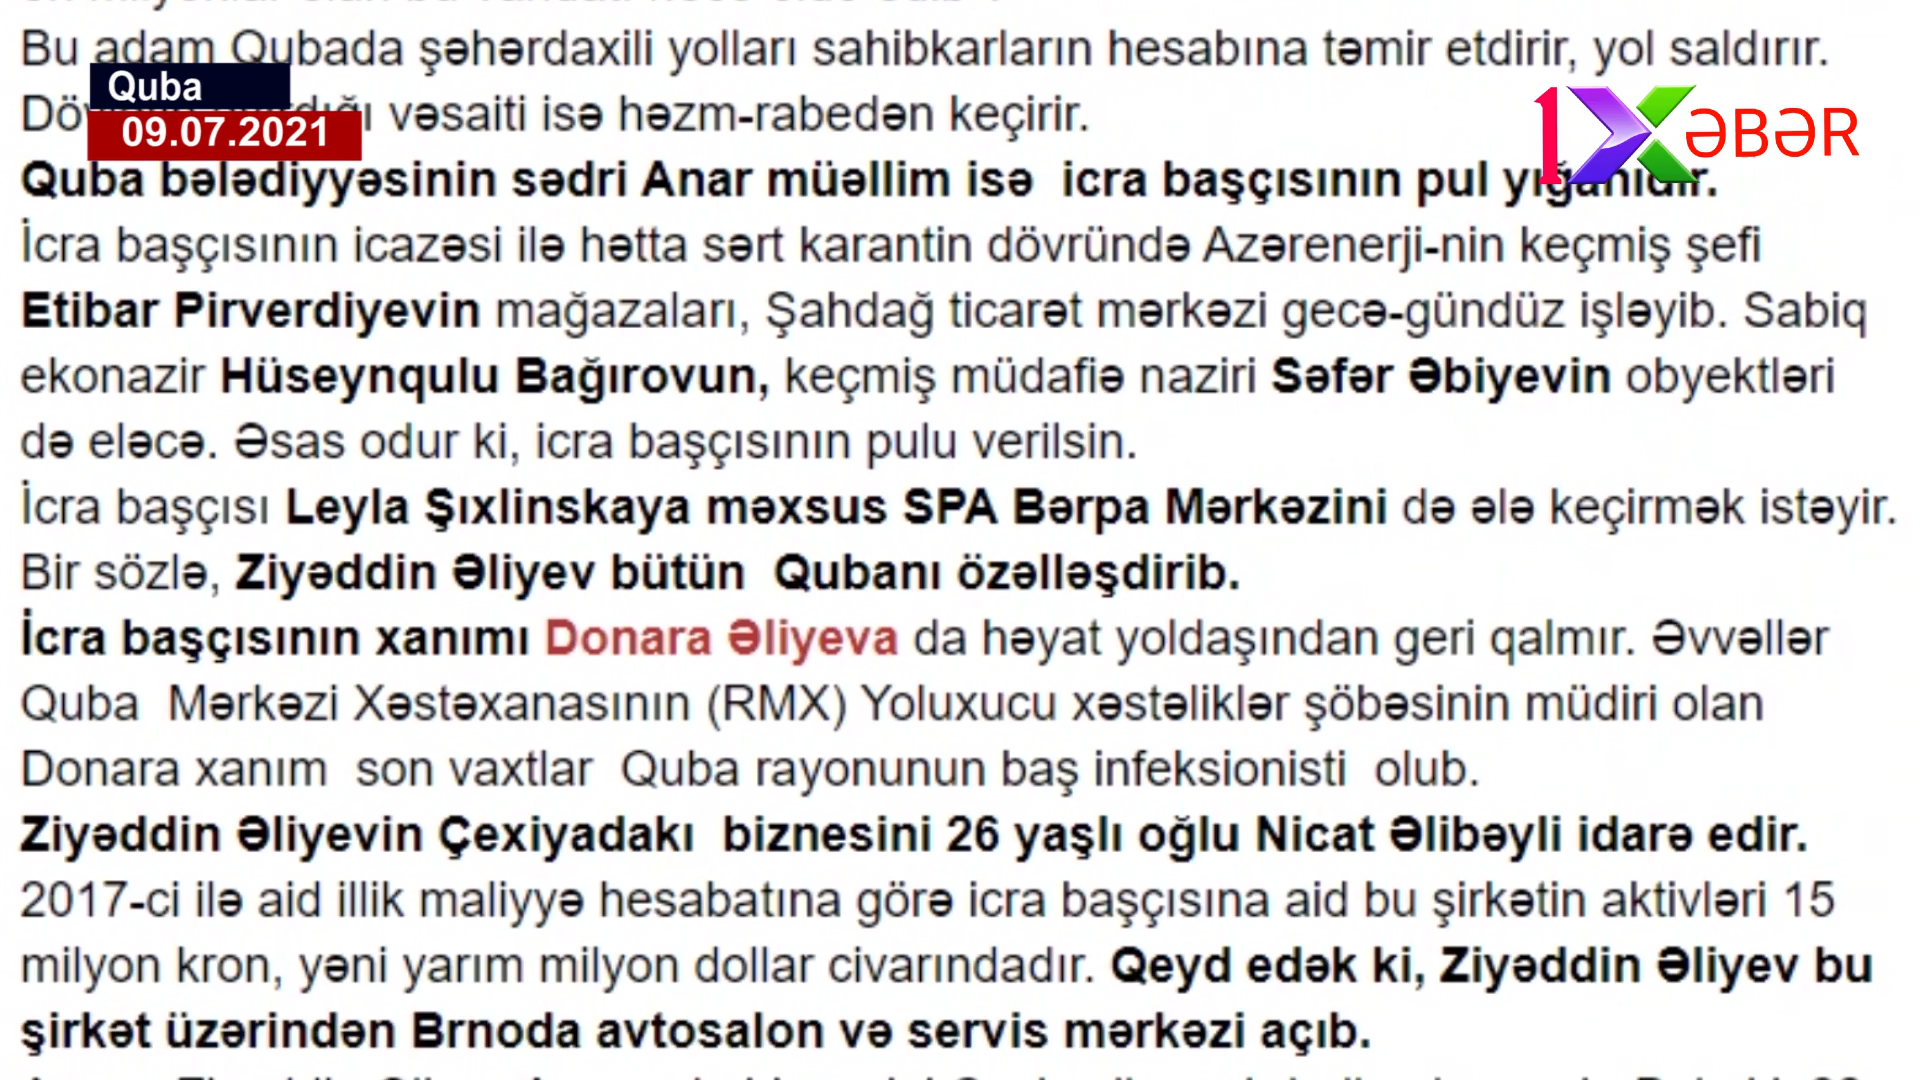 Bu adam Qubada şəhərdaxili yolları sahibkarların hesabına təmir etdirir, yol saldırır.
Quba
vəsaiti isə həzm-rabedən keçirir.
09.07.2021
1XƏBƏR
Quba bələdiyyəsinin sədri Anar müəllim isə icra başçısının pul yığanıdır.
İcra başçısının icazəsi ilə hətta sərt karantin dövründə Azərenerji-nin keçmiş şefi
Etibar Pirverdiyevin mağazaları, Şahdağ ticarət mərkəzi gecə-gündüz işləyib. Sabiq
ekonazir Hüseynqulu Bağırovun, keçmiş müdafiə naziri Səfər Əbiyevin obyektləri
də eləcə. Əsas odur ki, icra başçısının pulu verilsin.
İcra başçısı Leyla Şıxlinskaya məxsus SPA Bərpa Mərkəzini də ələ keçirmək istəyir.
Bir sözlə, Ziyəddin Əliyev bütün Qubanı özəlləşdirib.
İcra başçısının xanımı Donara Əliyeva da həyat yoldaşından geri qalmır. Əvvəllər
Quba Mərkəzi Xəstəxanasının (RMX) Yoluxucu xəstəliklər şöbəsinin müdiri olan
Donara xanım son vaxtlar Quba rayonunun baş infeksionisti olub.
Ziyəddin Əliyevin Çexiyadakı biznesini 26 yaşlı oğlu Nicat Əlibəyli idarə edir.
2017-ci ilə aid illik maliyyə hesabatına görə icra başçısına aid bu şirkətin aktivləri 15
milyon kron, yəni yarım milyon dollar civarındadır. Qeyd edək ki, Ziyəddin Əliyev bu
şirkət üzərindən Brnoda avtosalon və servis mərkəzi açıb.